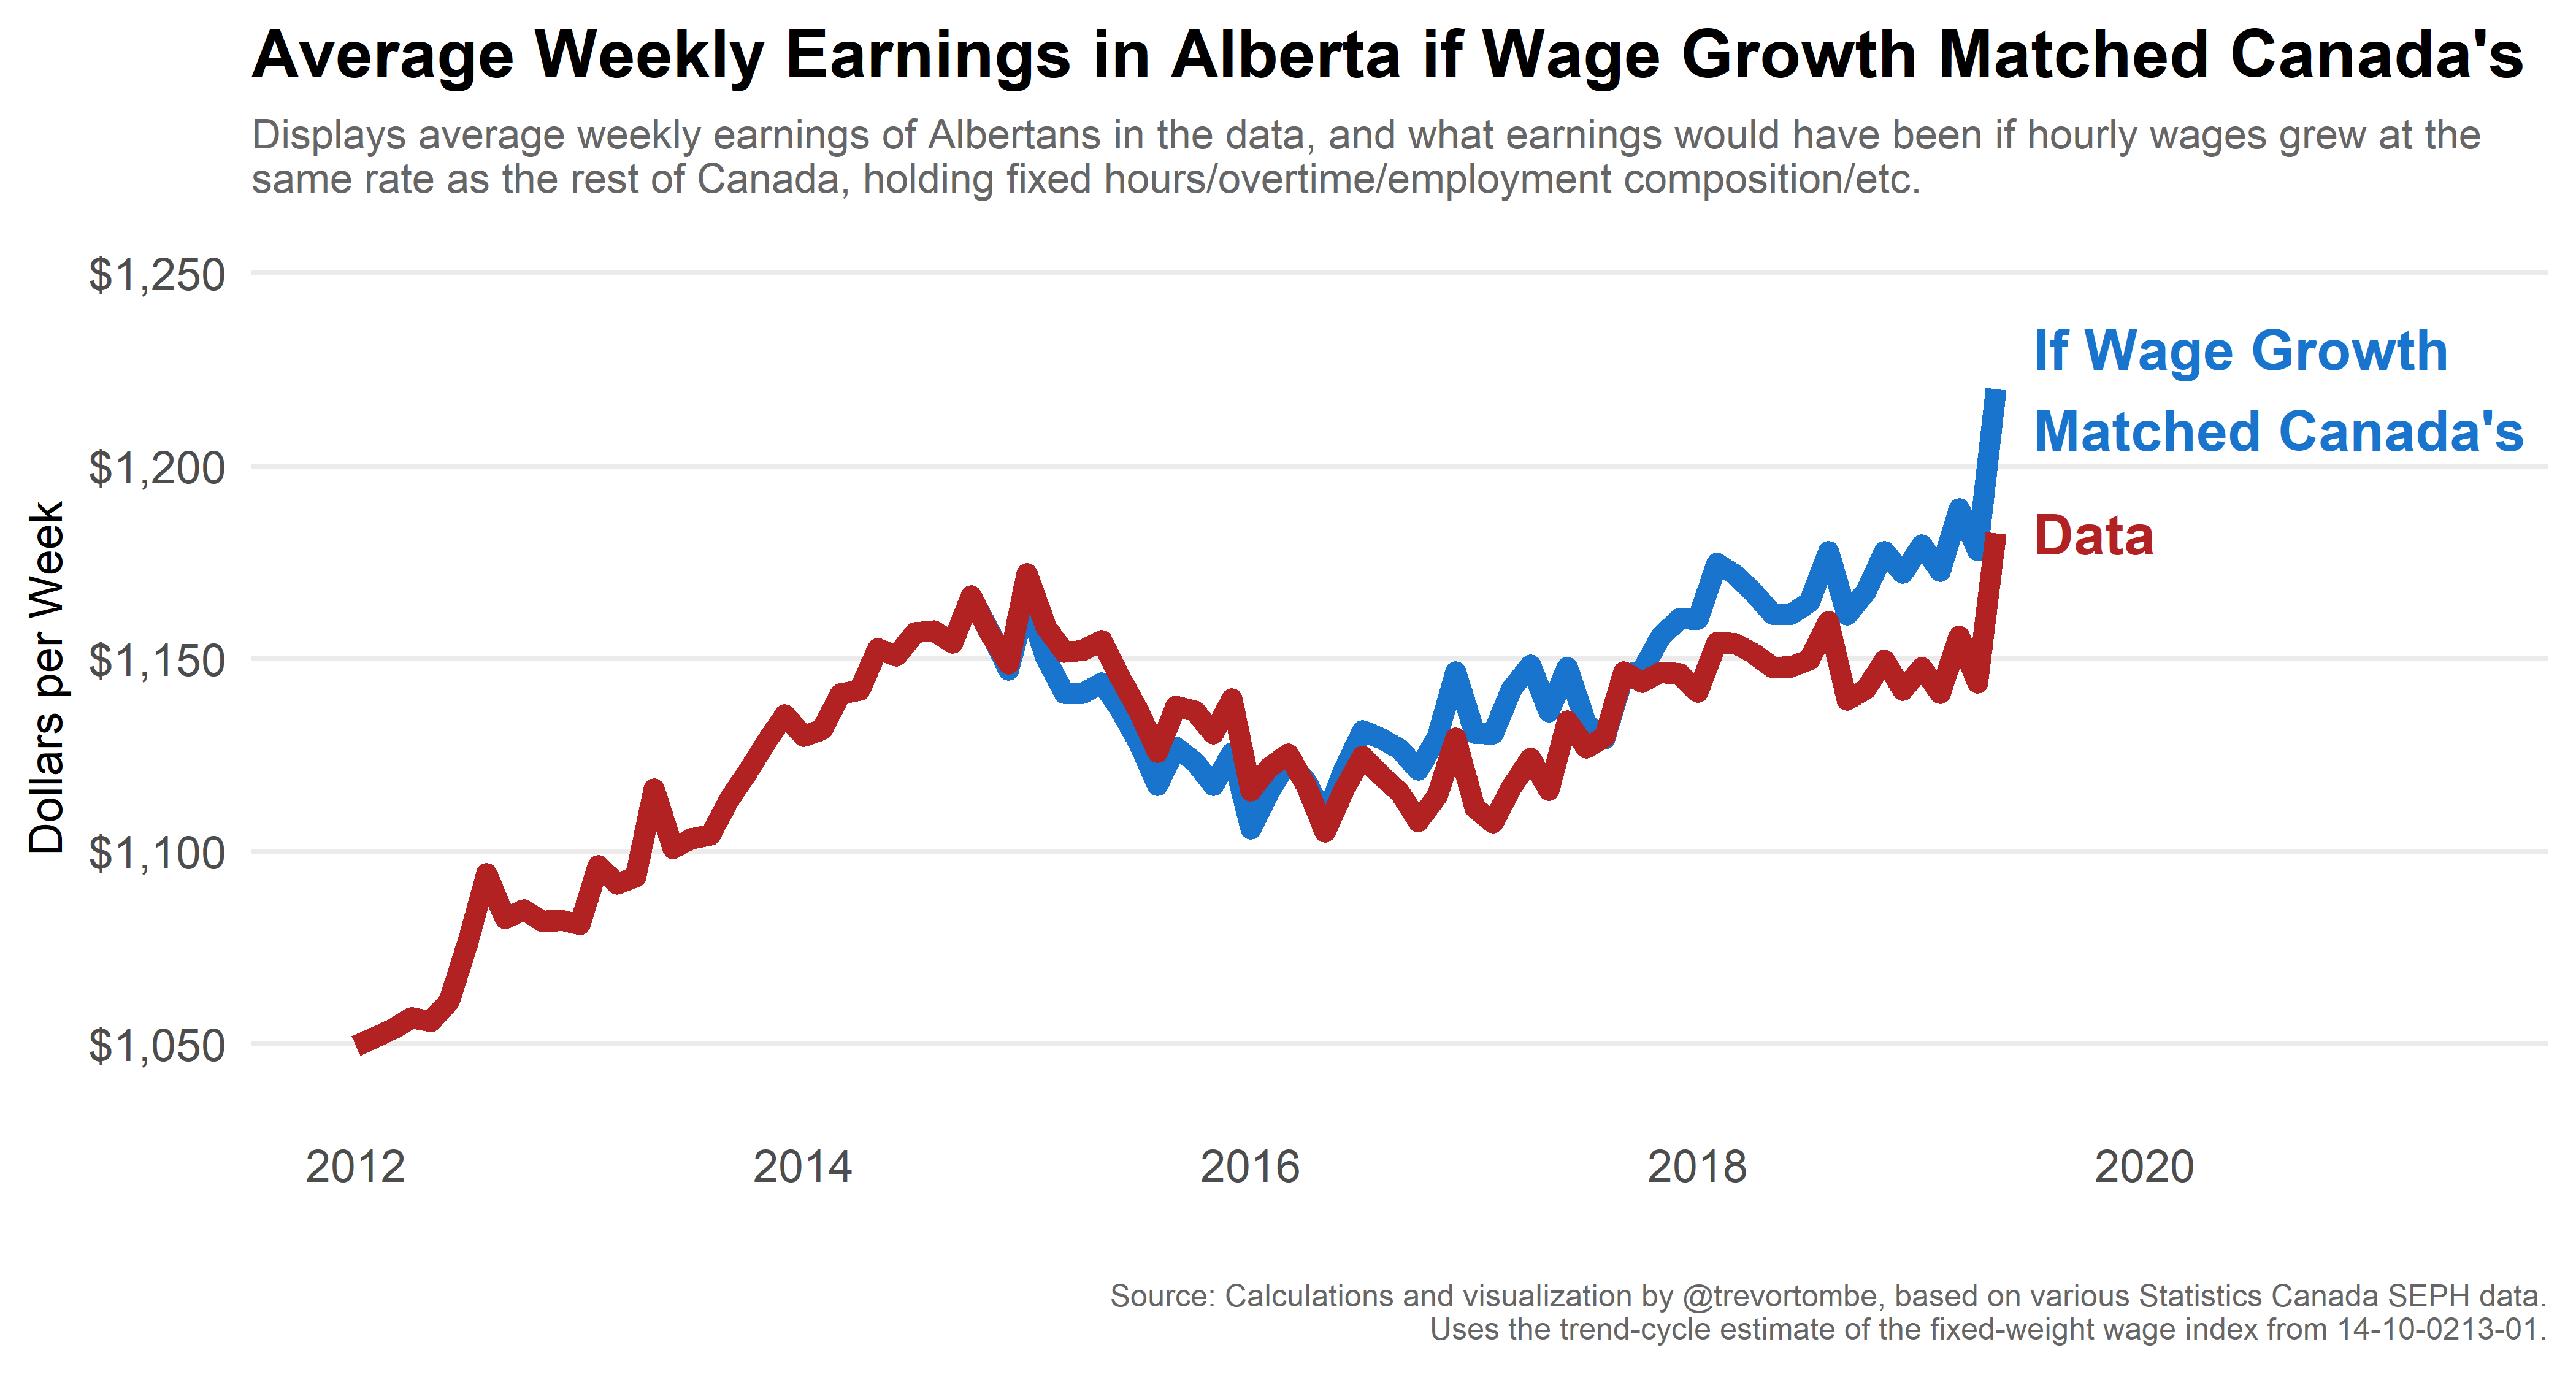 Average Weekly Earnings in Alberta if Wage Growth Matched Canada's
Displays average weekly earnings of Albertans in the data, and what earnings would have been if hourly wages grew at the
same rate as the rest of Canada, holding fixed hours/overtime/employment composition/etc.
$1,250
$1,200
$1,150
$1,100
$1,050
Dollars per Week
If Wage Growth
Matched Canada's
Data
2012
2014
2016
2018
2020
Source: Calculations and visualization by @trevortombe, based on various Statistics Canada SEPH data.
Uses the trend-cycle estimate of the fixed-weight wage index from 14-10-0213-01.